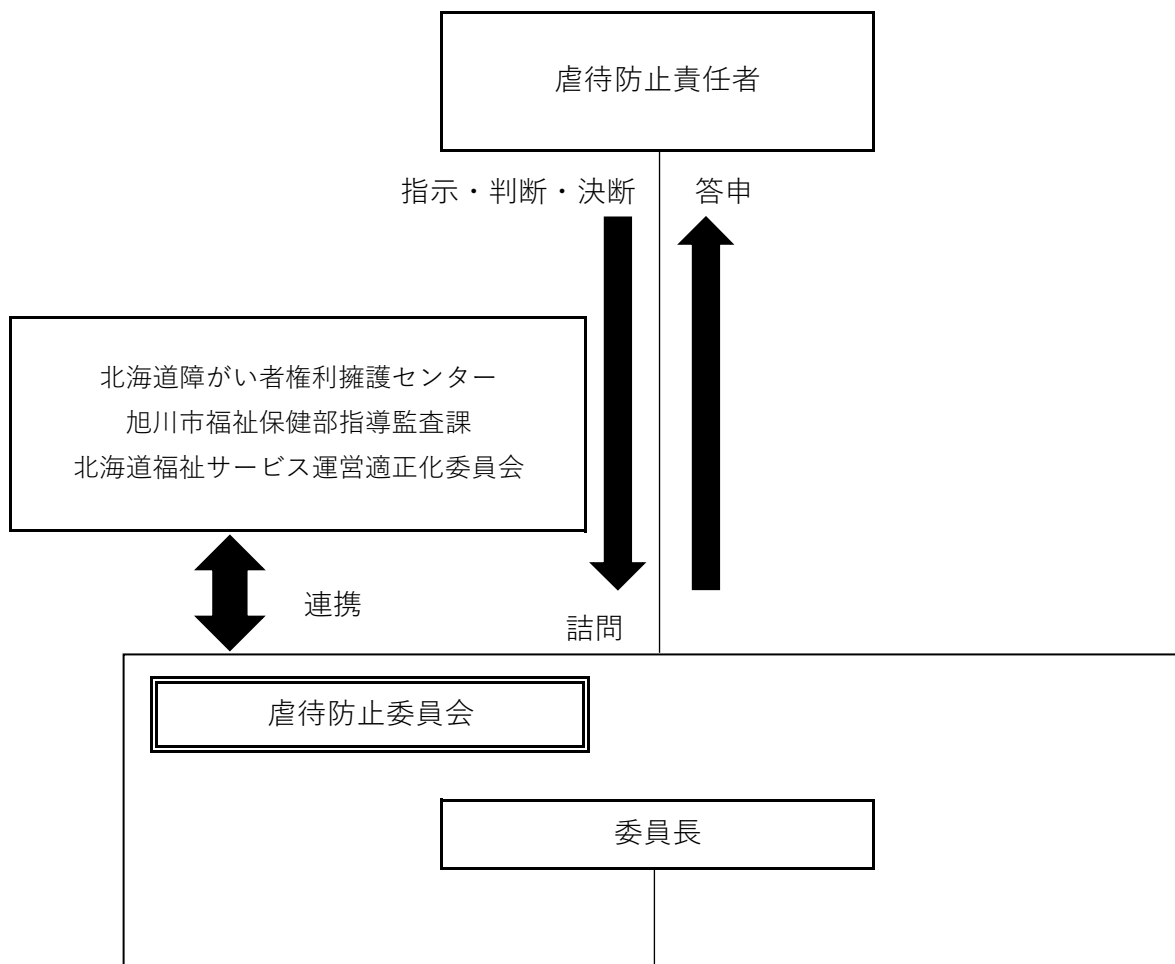 虐待防止責任者
指示・判断・決断
答申
北海道障がい者権利擁護センター
旭川市福祉保健部指導監査課
北海道福祉サービス運営適正化委員会
連携
詰問
虐待防止委員会
委員長